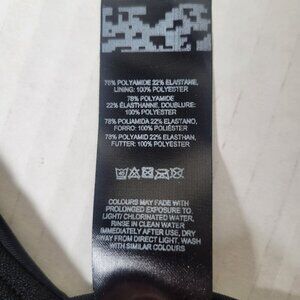 78% POLYAMIDE 22% ELASTANE,
LINING: 100% POLYESTER
78% POLYAMIDE
22% ÉLASTHANNE, DOUBLURE:
100% POLYESTER
78% POLIAMIDA 22% ELASTANO,
FORRO: 100% POLIÉSTER
78% POLYAMID 22% ELASTHAN,
FUTTER: 100% POLYESTER
COLOURS MAY FADE WITH
PROLONGED EXPOSURE TO
LIGHT/ CHLORINATED WATER,
RINSE IN CLEAN WATER
IMMEDIATELY AFTER USE, DRY
AWAY FROM DIRECT LIGHT, WASH
WITH SIMILAR COLOURS